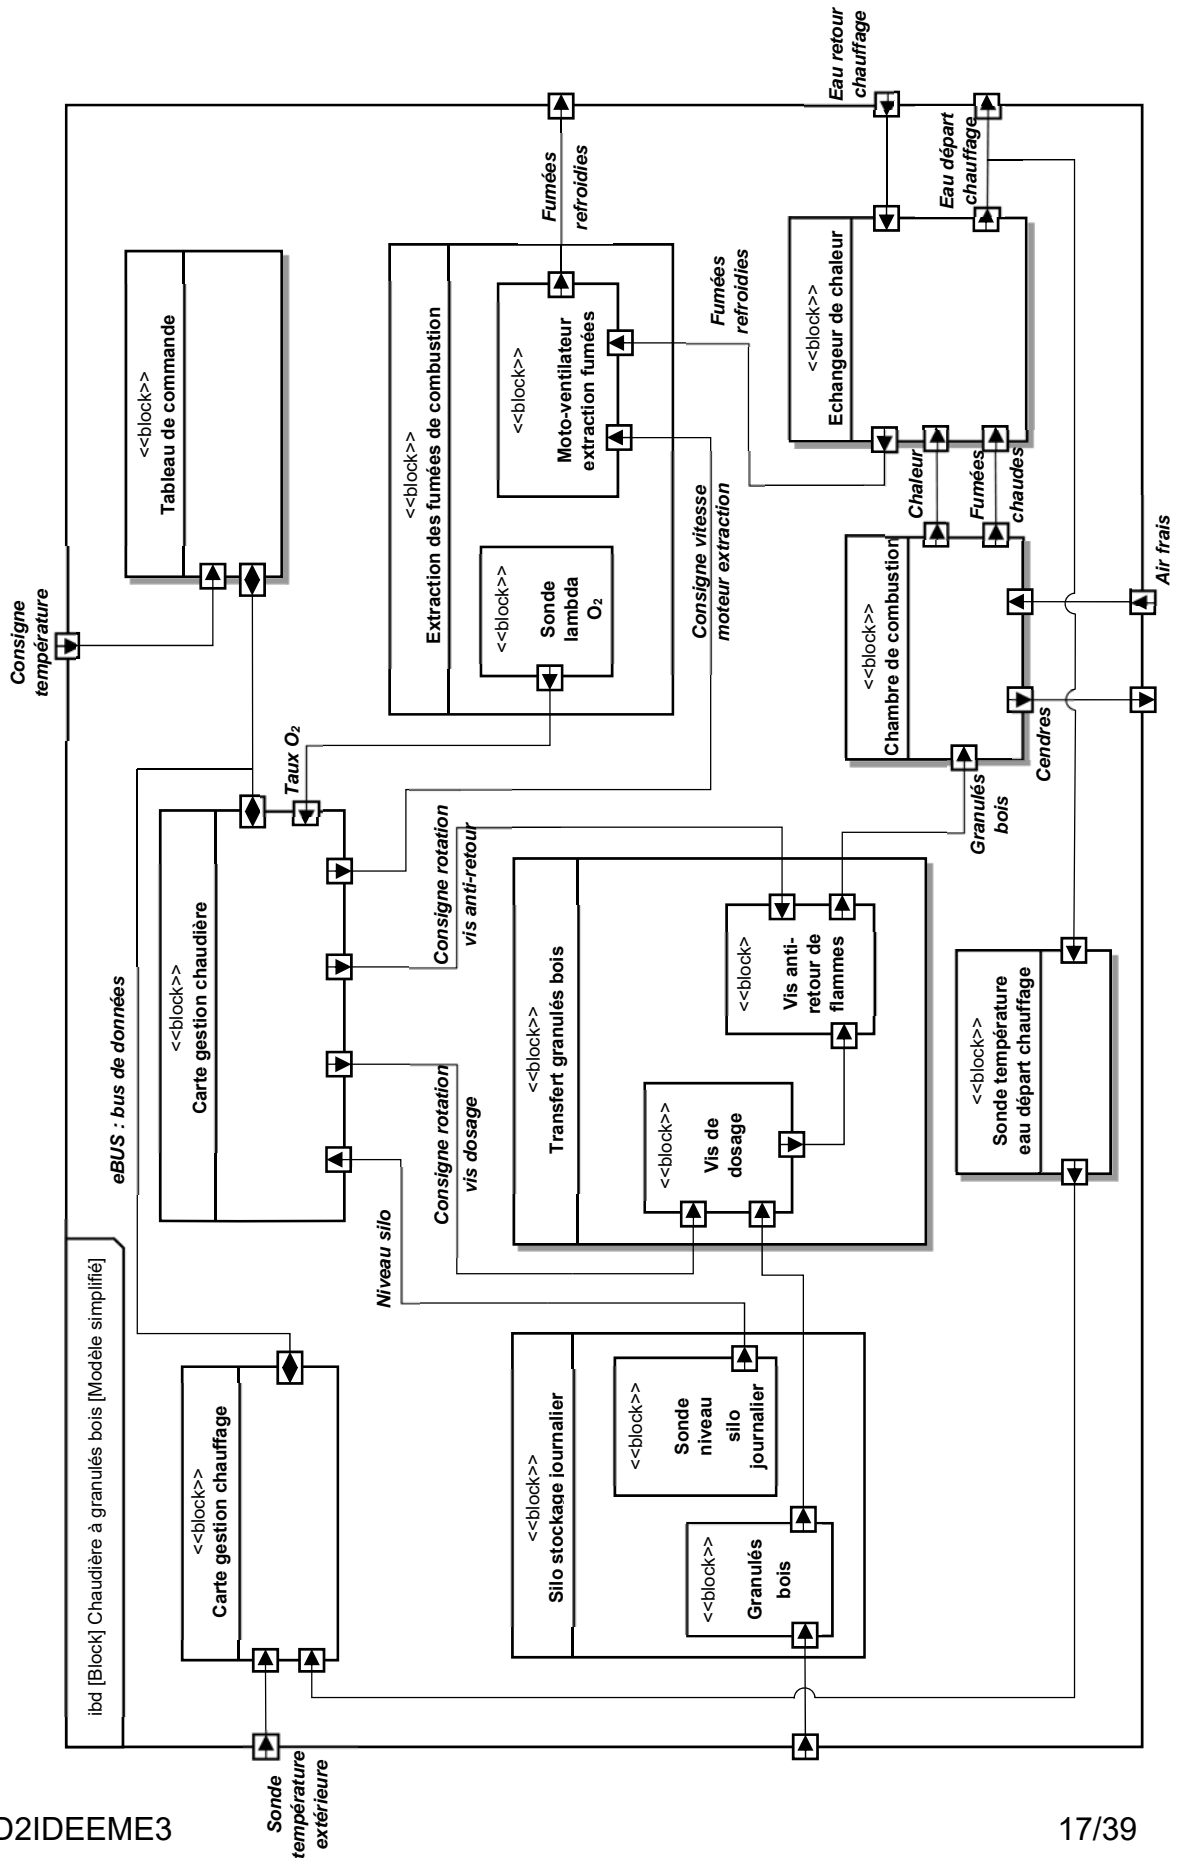 ibd [Block] Chaudière à granulés bois [Modèle simplifié]
Sonde
température
extérieure
<<block>>
Carte gestion chauffage
eBUS : bus de données
<<block>>
Carte gestion chaudière
Consigne
température
<<block>>
Tableau de commande
Taux O₂
Niveau silo
Consigne rotation
vis dosage
Consigne rotation
vis anti-retour
Consigne vitesse
moteur extraction
<<block>>
Extraction des fumées de combustion
<<block>>
Sonde
lambda
O₂
<<block>>
Moto-ventilateur
extraction fumées
Fumées
refroidies
<<block>>
Silo stockage journalier
<<block>>
Sonde
niveau
silo
journalier
<<block>>
Granulés
bois
<<block>>
Transfert granulés bois
<<block>>
Vis de
dosage
<<block>
Vis anti-
retour de
flammes
Granulés
bois
<<block>>
Chambre de combustion
Cendres
Air frais
Chaleur
Fumées
chaudes
Fumées
refroidies
<<block>>
Echangeur de chaleur
Eau retour
chauffage
Eau départ
chauffage
<<block>>
Sonde température
eau départ chauffage
D2IDEEME3
17/39